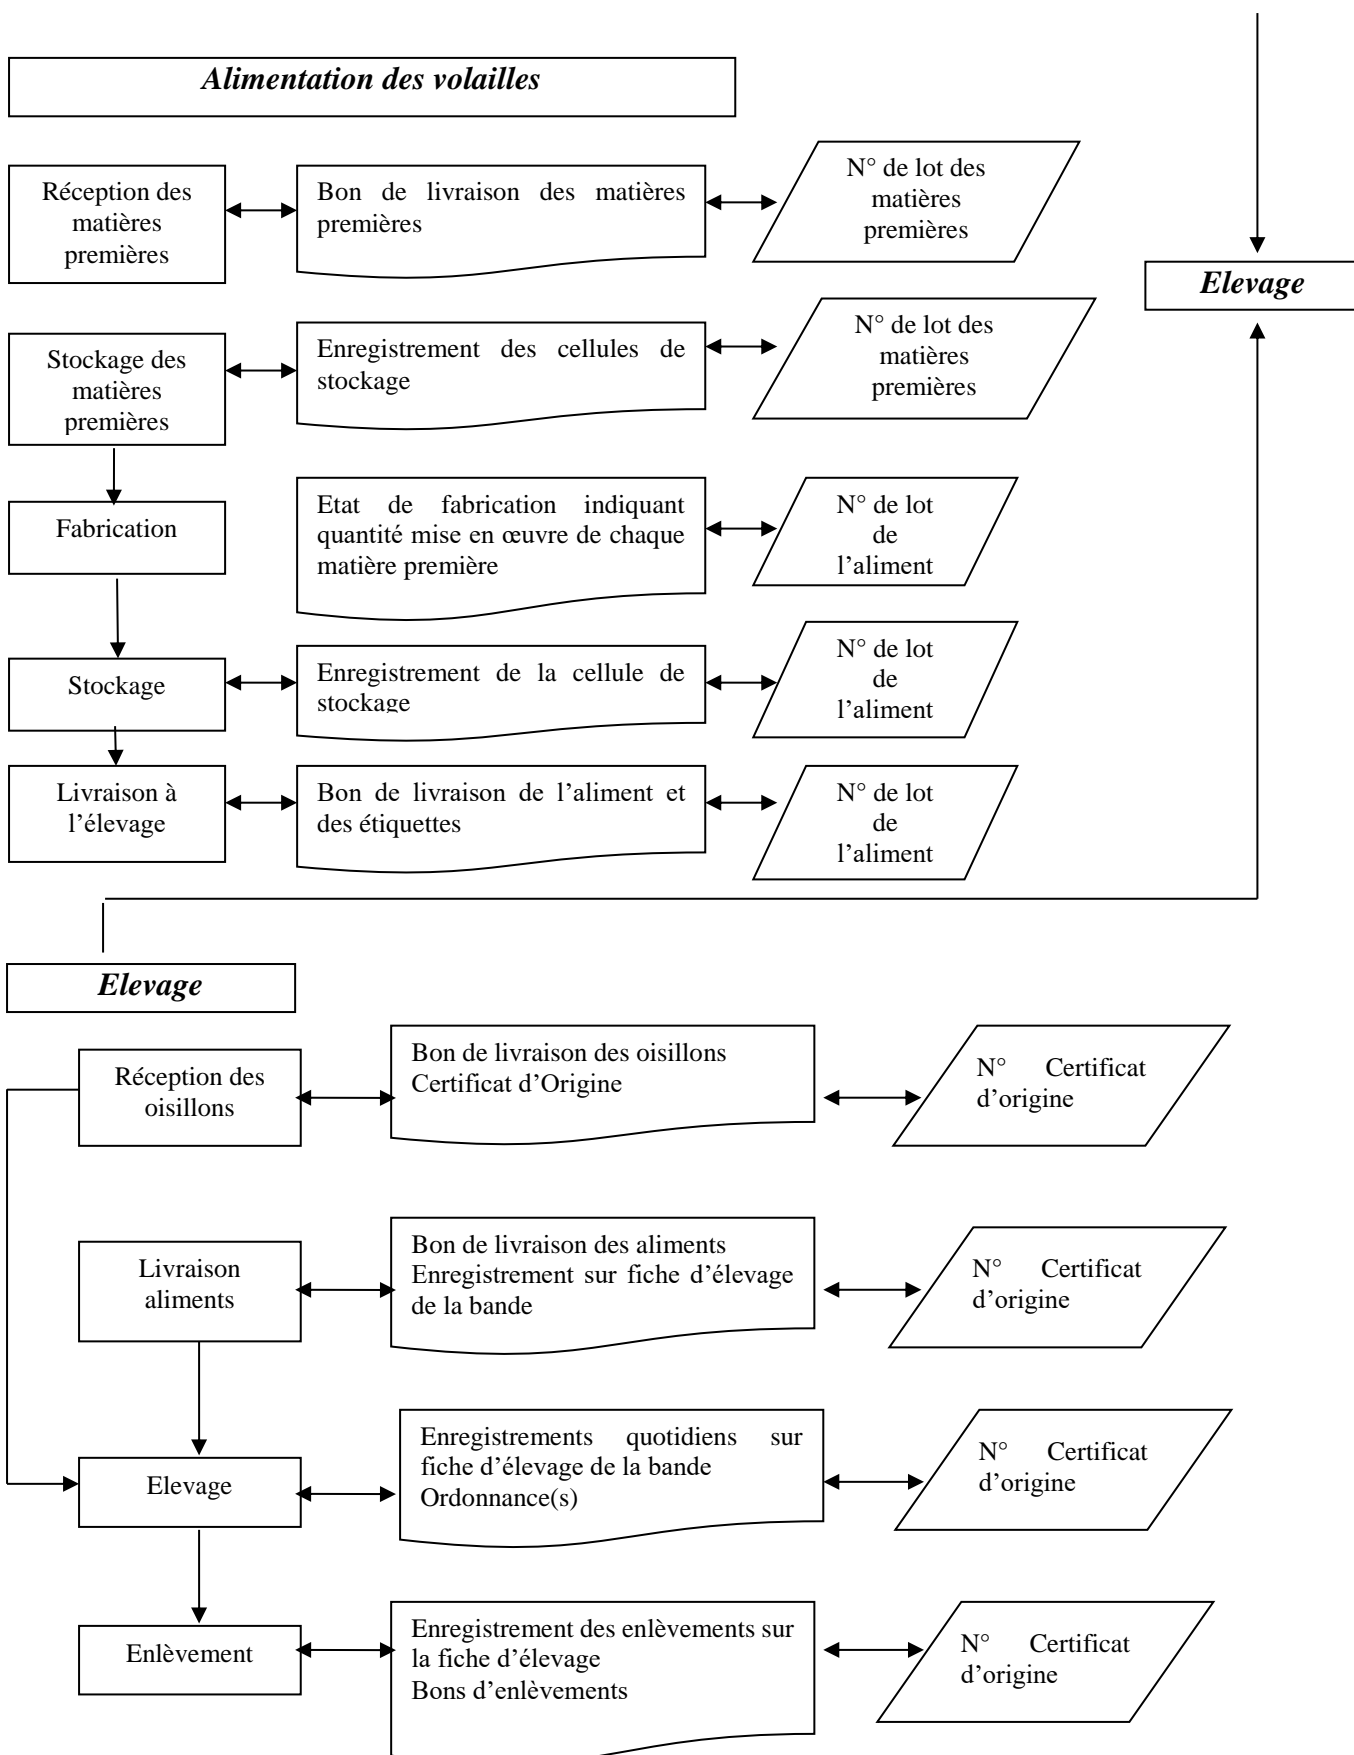 Alimentation des volailles
Réception des
matières
premières
Bon de livraison des matières
premières
N° de lot des
matières
premières
Elevage
Stockage des
matières
premières
Enregistrement des cellules de
stockage
N° de lot des
matières
premières
Fabrication
Etat de fabrication indiquant
quantité mise en œuvre de chaque
matière première
N° de lot
de
l’aliment
Stockage
Enregistrement de la cellule de
stockage
N° de lot
de
l’aliment
Livraison à
l’élevage
Bon de livraison de l’aliment et
des étiquettes
N° de lot
de
l’aliment
Elevage
Réception des
oisillons
Bon de livraison des oisillons
Certificat d’Origine
N° Certificat
d’origine
Livraison
aliments
Bon de livraison des aliments
Enregistrement sur fiche d’élevage
de la bande
N° Certificat
d’origine
Elevage
Enregistrements quotidiens sur
fiche d’élevage de la bande
Ordonnance(s)
N° Certificat
d’origine
Enlèvement
Enregistrement des enlèvements sur
la fiche d’élevage
Bons d’enlèvements
N° Certificat
d’origine